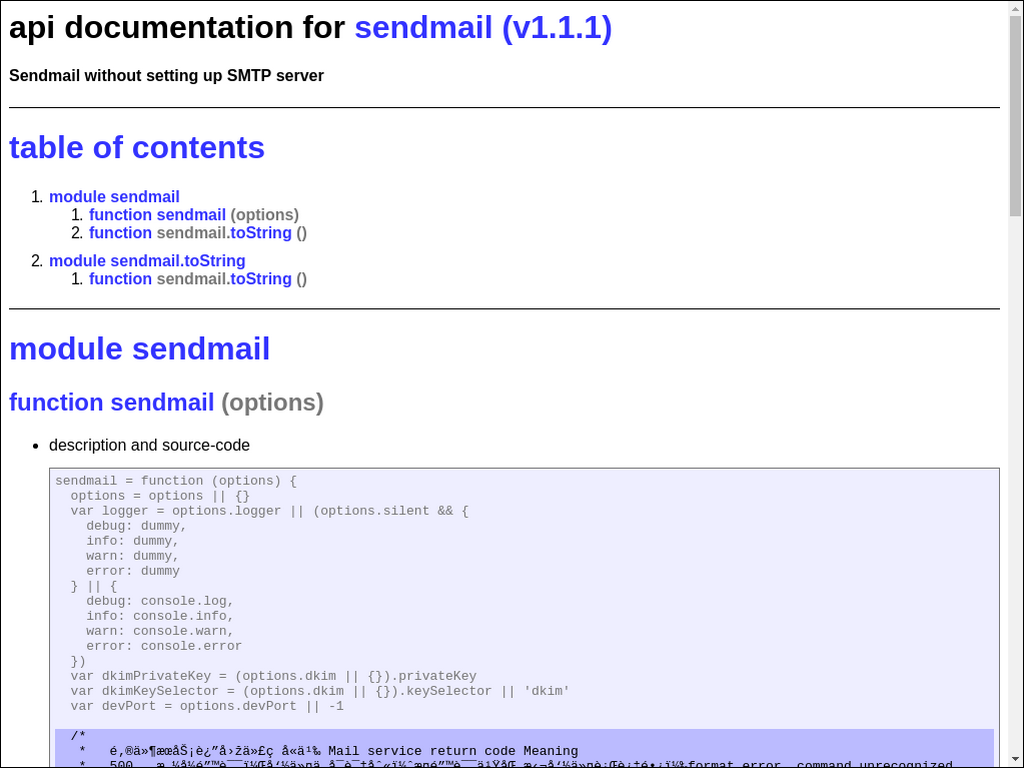 api documentation for sendmail (v1.1.1)
Sendmail without setting up SMTP server
table of contents
1. module sendmail
1. function sendmail (options)
2. function sendmail.toString ()
2. module sendmail.toString
1. function sendmail.toString ()
module sendmail
function sendmail (options)
• description and source-code
sendmail = function (options) {
  options = options || {}
  var logger = options.logger || (options.silent && {
    debug: dummy,
    info: dummy,
    warn: dummy,
    error: dummy
  } || {
    debug: console.log,
    info: console.info,
    warn: console.warn,
    error: console.error
  })
  var dkimPrivateKey = (options.dkim || {}).privateKey
  var dkimKeySelector = (options.dkim || {}).keySelector || 'dkim'
  var devPort = options.devPort || -1
  /*
   * Mail service return code Meaning
   * 500 format error, command unrecognized